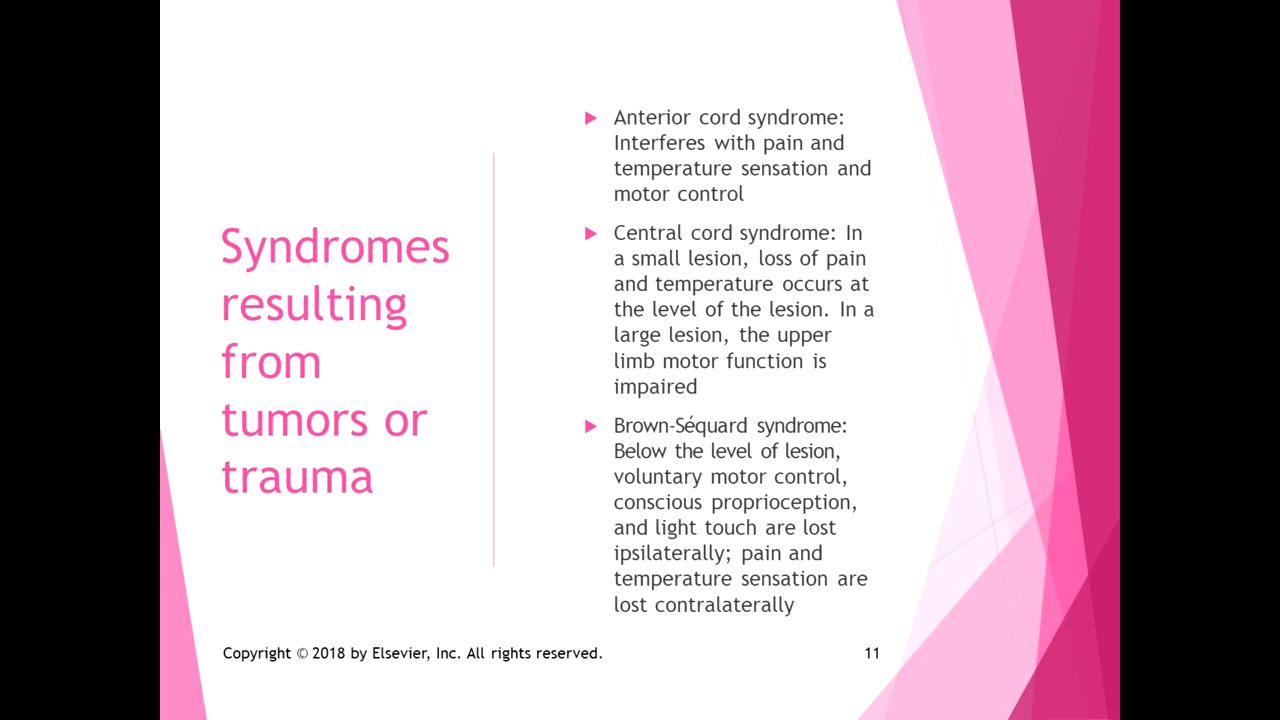 Syndromes
resulting
from
tumors or
trauma
Anterior cord syndrome:
Interferes with pain and
temperature sensation and
motor control
Central cord syndrome: In
a small lesion, loss of pain
and temperature occurs at
the level of the lesion. In a
large lesion, the upper
limb motor function is
impaired
Brown-Séquard syndrome:
Below the level of lesion,
voluntary motor control,
conscious proprioception,
and light touch are lost
ipsilaterally; pain and
temperature sensation are
lost contralaterally
Copyright © 2018 by Elsevier, Inc. All rights reserved.
11